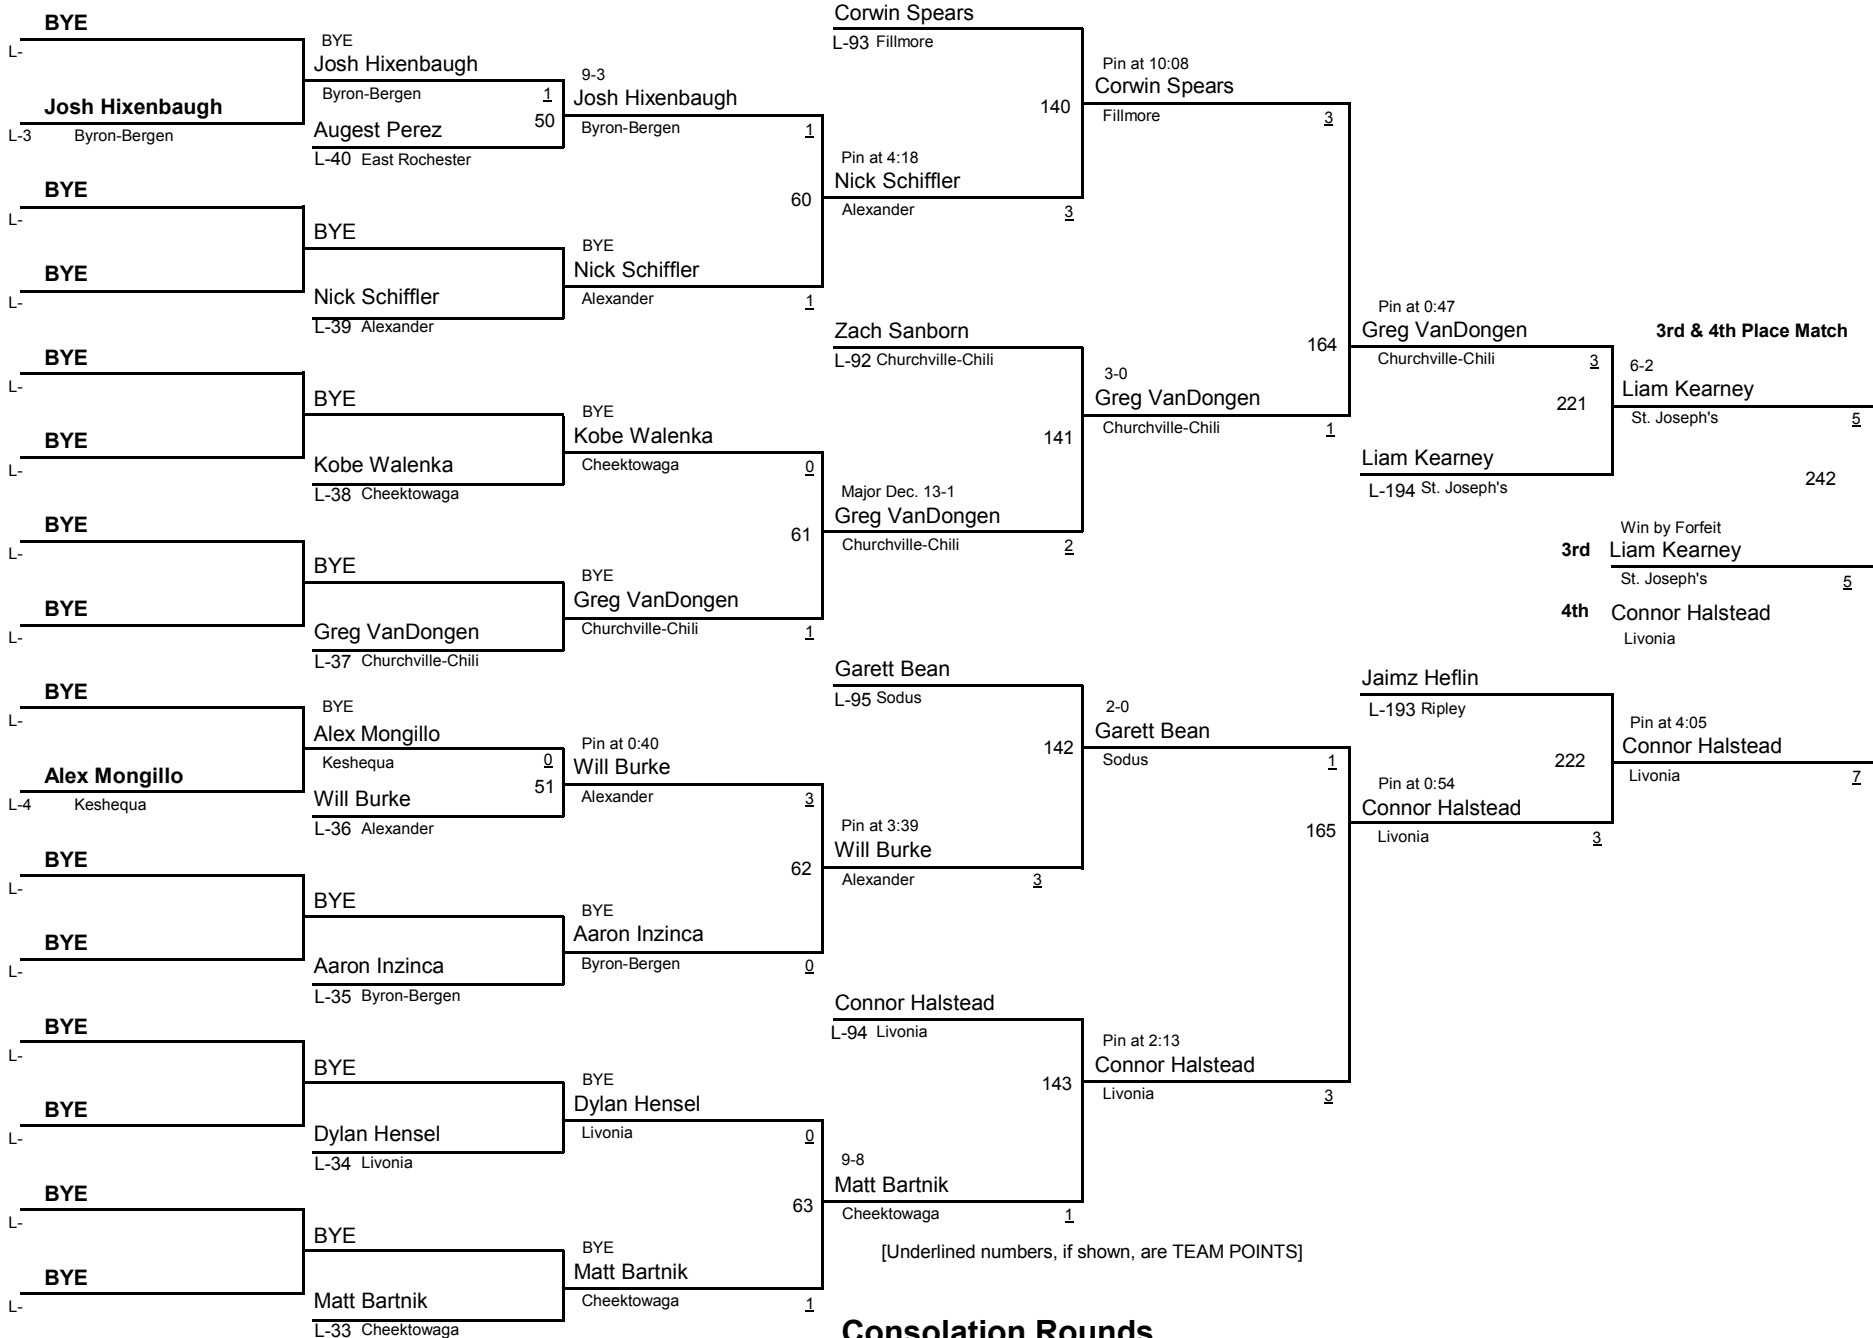 BYE
L-
Josh Hixenbaugh
L-3 Byron-Bergen
BYE
L-
BYE
L-
BYE
L-
BYE
L-
BYE
L-
BYE
L-
BYE
L-
Alex Mongillo
L-4 Keshequa
BYE
L-
BYE
L-
BYE
L-
BYE
L-
BYE
L-
BYE
L-
BYE
Josh Hixenbaugh
Byron-Bergen 1
50
Augest Perez
L-40 East Rochester
BYE
Nick Schiffler
L-39 Alexander
BYE
Kobe Walenka
L-38 Cheektowaga
BYE
Greg VanDongen
L-37 Churchville-Chili
BYE
Alex Mongillo
Keshequa 0
51
Will Burke
L-36 Alexander
BYE
Aaron Inzinca
L-35 Byron-Bergen
BYE
Dylan Hensel
L-34 Livonia
BYE
Matt Bartnik
L-33 Cheektowaga
9-3
Josh Hixenbaugh
Byron-Bergen 1
60
BYE
Nick Schiffler
Alexander 1
BYE
Kobe Walenka
Cheektowaga 0
61
BYE
Greg VanDongen
Churchville-Chili 1
Pin at 0:40
Will Burke
Alexander 3
62
BYE
Aaron Inzinca
Byron-Bergen 0
BYE
Dylan Hensel
Livonia 0
63
BYE
Matt Bartnik
Cheektowaga 1
Corwin Spears
L-93 Fillmore
140
Pin at 4:18
Nick Schiffler
Alexander 3
Zach Sanborn
L-92 Churchville-Chili
141
Major Dec. 13-1
Greg VanDongen
Churchville-Chili 2
Garett Bean
L-95 Sodus
142
Pin at 3:39
Will Burke
Alexander 3
Connor Halstead
L-94 Livonia
143
9-8
Matt Bartnik
Cheektowaga 1
Pin at 10:08
Corwin Spears
Fillmore 3
164
3-0
Greg VanDongen
Churchville-Chili 1
2-0
Garett Bean
Sodus 1
165
Pin at 2:13
Connor Halstead
Livonia 3
Pin at 0:47
Greg VanDongen
Churchville-Chili 3
221
Liam Kearney
L-194 St. Joseph's
Jaimz Heflin
L-193 Ripley
222
Pin at 0:54
Connor Halstead
Livonia 3
3rd & 4th Place Match
6-2
Liam Kearney
St. Joseph's 5
242
Win by Forfeit
3rd Liam Kearney
St. Joseph's 5
4th Connor Halstead
Livonia
Pin at 4:05
Connor Halstead
Livonia 7
[Underlined numbers, if shown, are TEAM POINTS]
Consolation Rounds